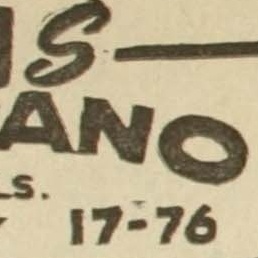 IS—
ANO
LS.
17-76